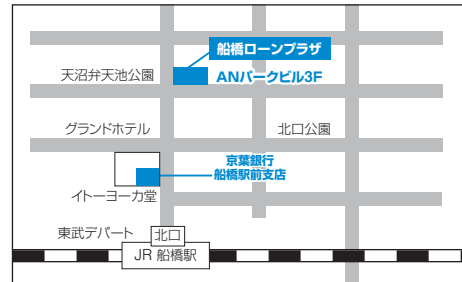 船橋ローンプラザ
天沼弁天池公園
ANパークビル3F
グランドホテル
北口公園
京葉銀行
船橋駅前支店
イトーヨーカ堂
東武デパート
北口
JR 船橋駅